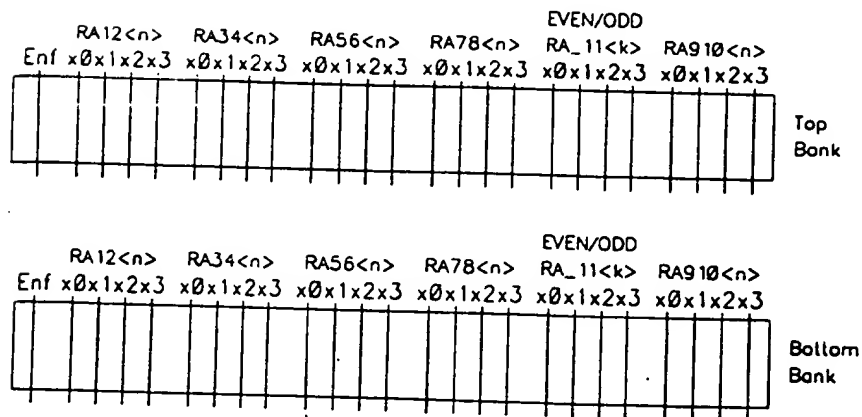 EVEN/ODD
RA12<n> RA34<n> RA56<n> RA78<n> RA_11<k> RA910<n>
Enf x0x1x2x3 x0x1x2x3 x0x1x2x3 x0x1x2x3 x0x1x2x3 x0x1x2x3
Top
Bank
EVEN/ODD
RA12<n> RA34<n> RA56<n> RA78<n> RA_11<k> RA910<n>
Enf x0x1x2x3 x0x1x2x3 x0x1x2x3 x0x1x2x3 x0x1x2x3 x0x1x2x3
Bottom
Bank